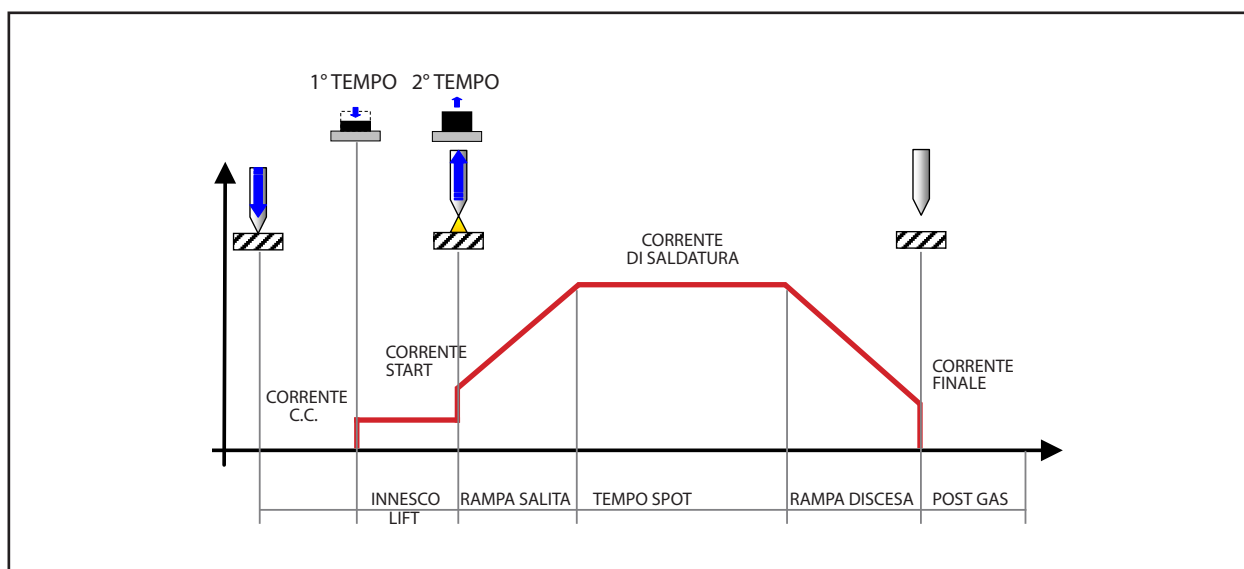 1° TEMPO
2° TEMPO
CORRENTE
DI SALDATURA
CORRENTE
START
CORRENTE
FINALE
CORRENTE
C.C.
INNESCO
LIFT
RAMPA SALITA
TEMPO SPOT
RAMPA DISCESA
POST GAS